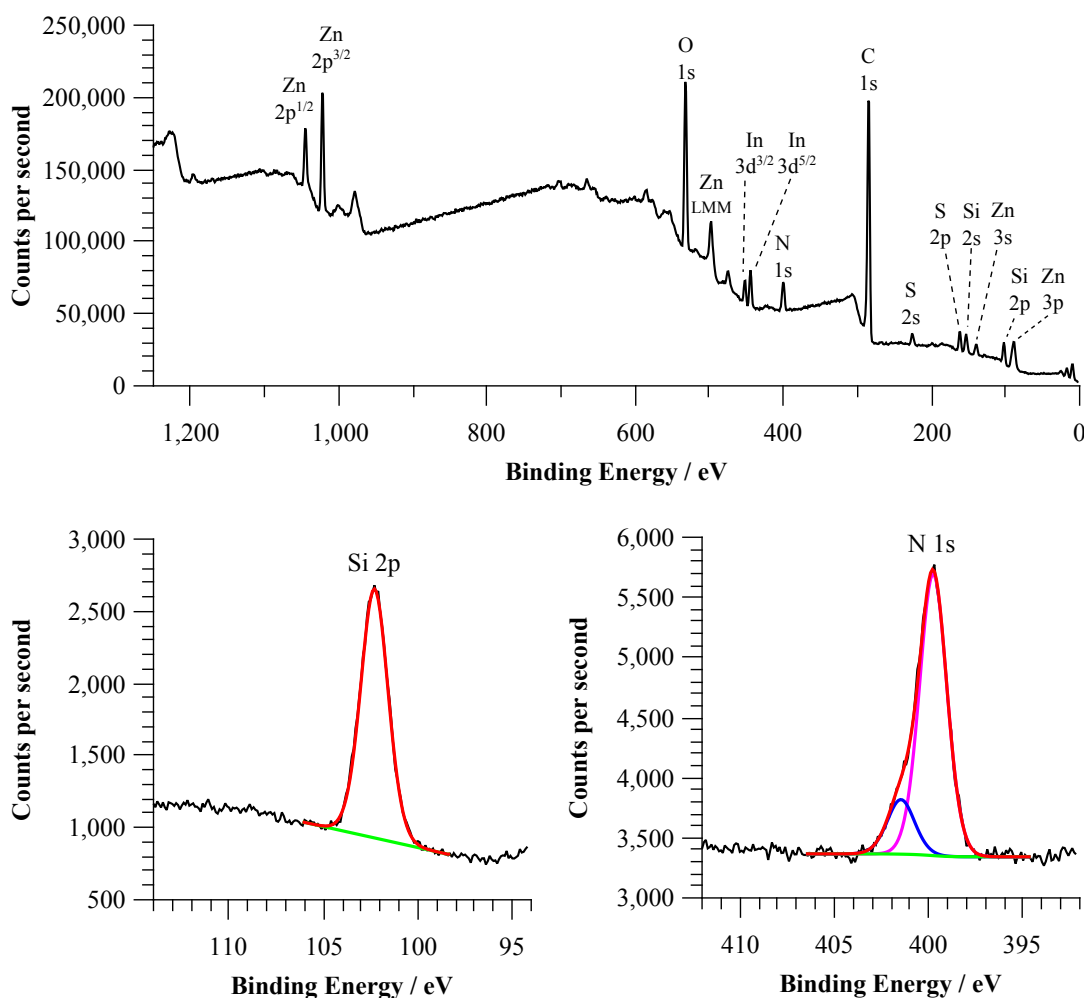 250,000
200,000
150,000
100,000
50,000
0
Counts per second
Zn
2p1/2
Zn
2p3/2
O
1s
Zn
LMM
In
3d3/2
In
3d5/2
N
1s
C
1s
S
2s
S
2p
Si
2s
Zn
3s
Si
2p
Zn
3p
1,200
1,000
800
600
400
200
0
Binding Energy / eV
3,000
2,500
2,000
1,500
1,000
500
Counts per second
Si 2p
110
105
100
95
Binding Energy / eV
6,000
5,500
5,000
4,500
4,000
3,500
3,000
Counts per second
N 1s
410
405
400
395
Binding Energy / eV